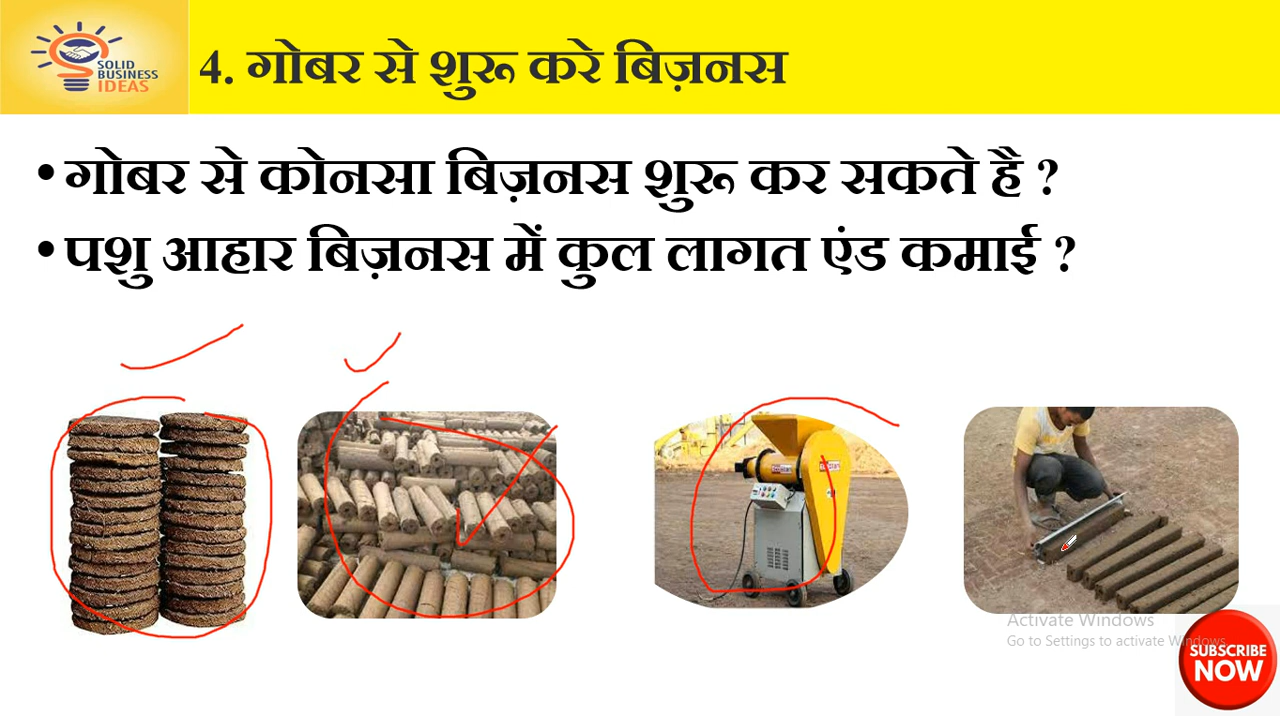 SOLID
BUSINESS
IDEAS
4. गोबर से शुरू करे बिज़नस
• गोबर से कोनसा बिज़नस शुरू कर सकते है ?
• पशु आहार बिज़नस में कुल लागत एंड कमाई ?
Activate Windows
Go to Settings to activate Windows.
SUBSCRIBE
NOW